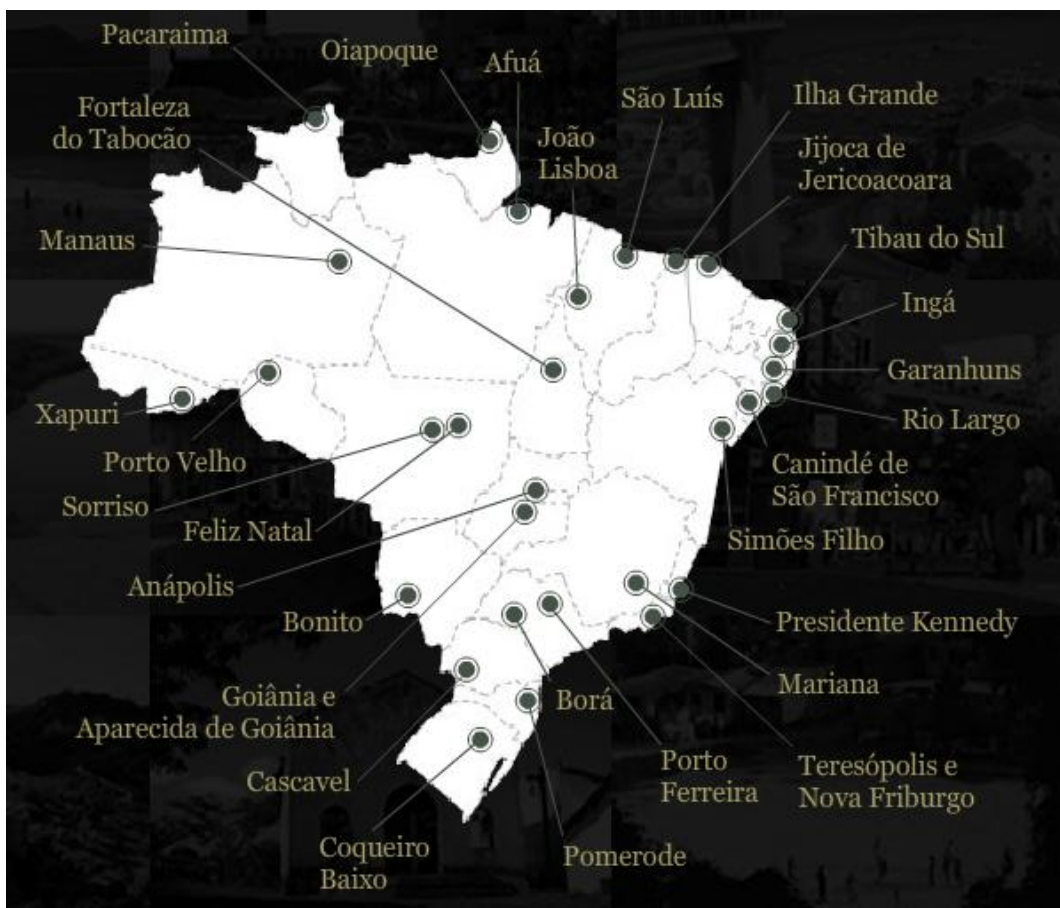 Pacaraima
Oiapoque
Afuá
São Luís
Ilha Grande
Fortaleza
do Tabocão
João
Lisboa
Jijoca de
Jericoacoara
Manaus
Tibau do Sul
Ingá
Garanhuns
Rio Largo
Xapuri
Porto Velho
Canindé de
São Francisco
Sorriso
Feliz Natal
Simões Filho
Anápolis
Bonito
Presidente Kennedy
Goiânia e
Aparecida de Goiânia
Borá
Mariana
Cascavel
Porto
Ferreira
Teresópolis e
Nova Friburgo
Coqueiro
Baixo
Pomerode